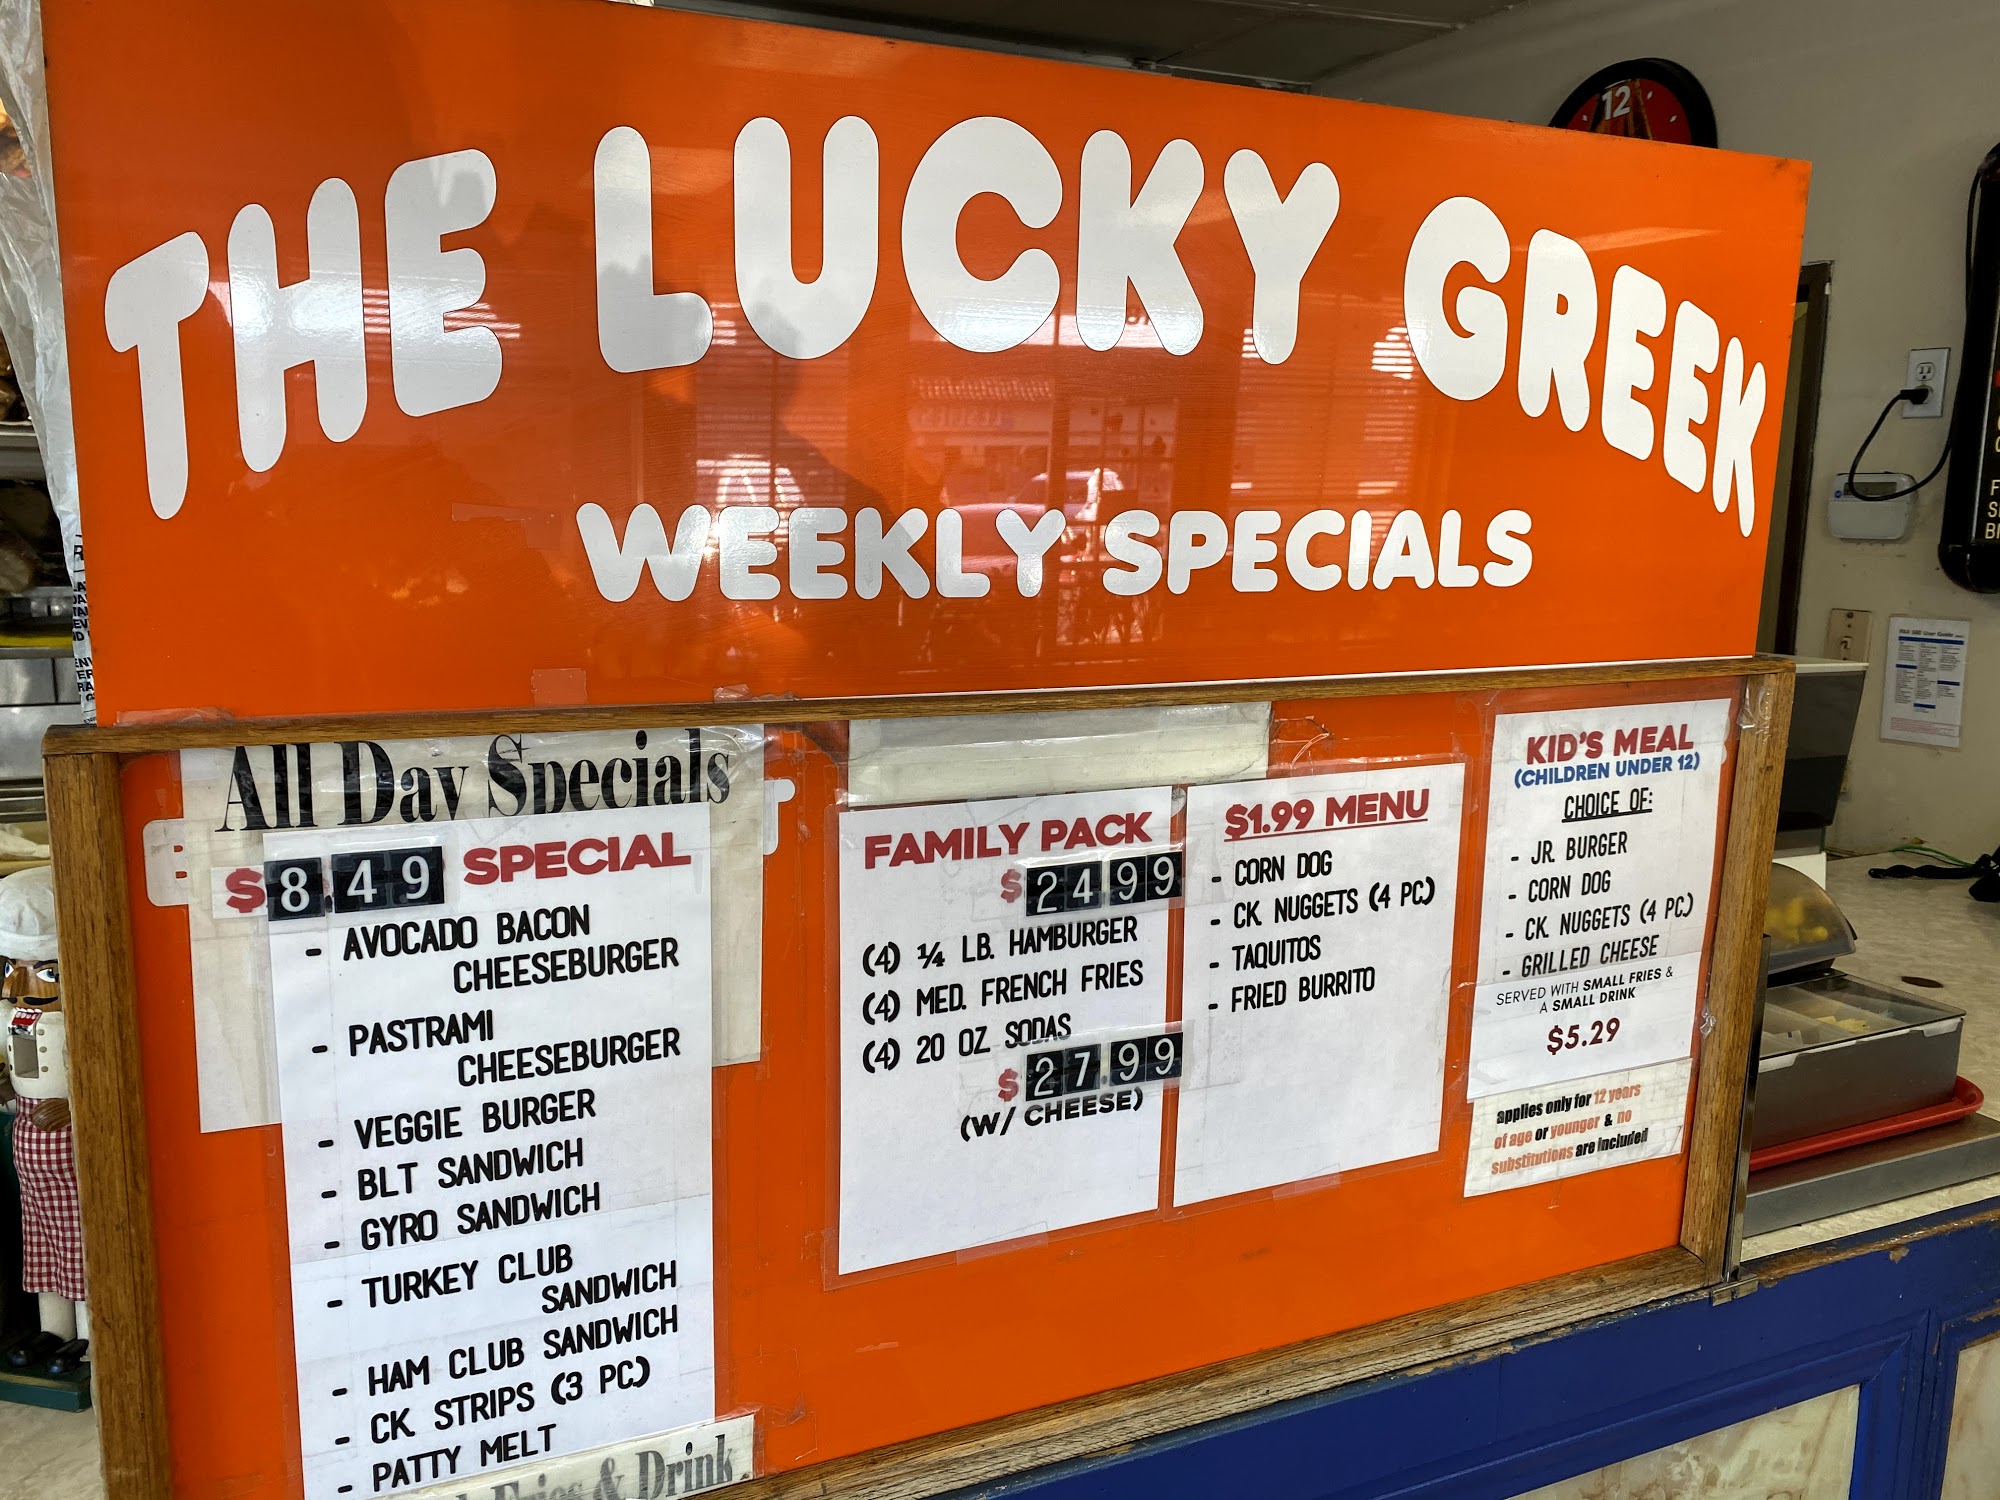 THE LUCKY GREEK
WEEKLY SPECIALS
All Day Specials
$8.49 SPECIAL
- AVOCADO BACON
CHEESEBURGER
- PASTRAMI
CHEESEBURGER
- VEGGIE BURGER
- BLT SANDWICH
- GYRO SANDWICH
- TURKEY CLUB
SANDWICH
- HAM CLUB SANDWICH
- CK. STRIPS (3 PC.)
- PATTY MELT
Fries & Drink
FAMILY PACK
$24.99
(4) ¼ LB. HAMBURGER
(4) MED. FRENCH FRIES
(4) 20 OZ. SODAS
$27.99
(W/ CHEESE)
$1.99 MENU
- CORN DOG
- CK. NUGGETS (4 PC.)
- TAQUITOS
- FRIED BURRITO
KID'S MEAL
(CHILDREN UNDER 12)
CHOICE OF:
- JR. BURGER
- CORN DOG
- CK. NUGGETS (4 PC.)
- GRILLED CHEESE
SERVED WITH SMALL FRIES &
A SMALL DRINK
$5.29
applies only for 12 years
of age or younger & no
substitutions are included
12